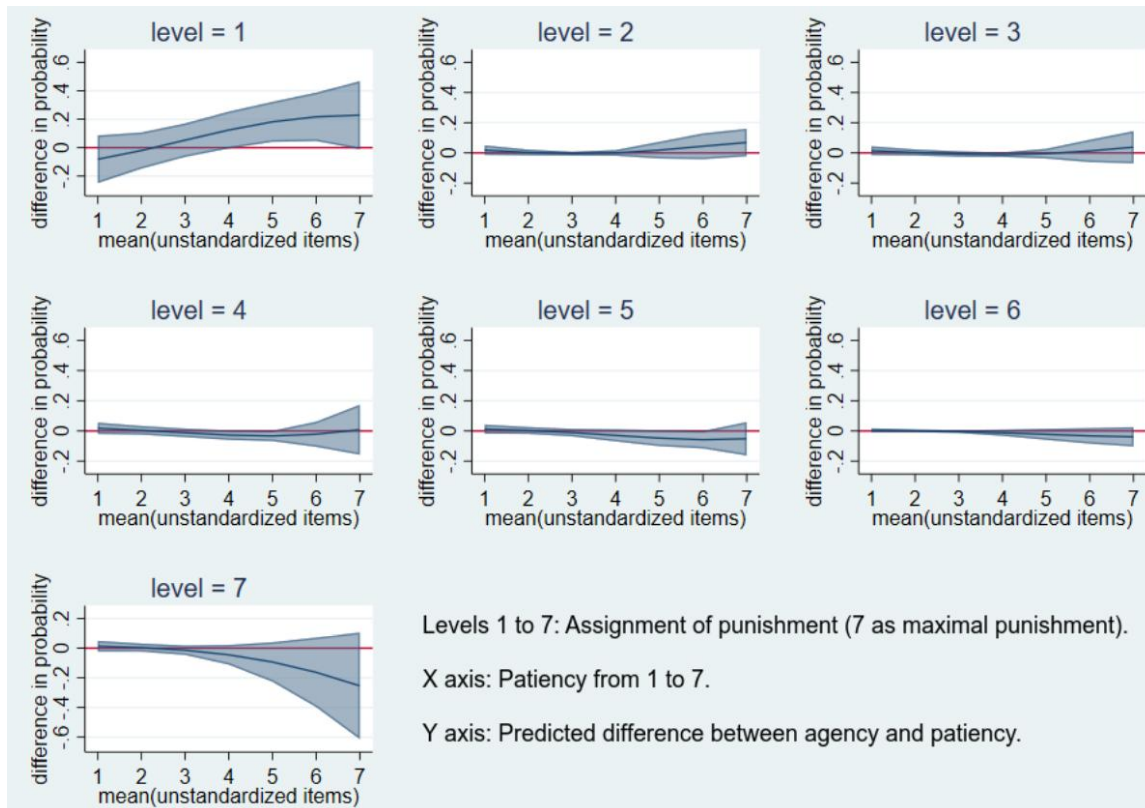 level = 1
difference in probability
-.2 0 .2 .4 .6
1 2 3 4 5 6 7
mean(unstandardized items)
level = 2
difference in probability
-.2 0 .2 .4 .6
1 2 3 4 5 6 7
mean(unstandardized items)
level = 3
difference in probability
-.2 0 .2 .4 .6
1 2 3 4 5 6 7
mean(unstandardized items)
level = 4
difference in probability
-.2 0 .2 .4 .6
1 2 3 4 5 6 7
mean(unstandardized items)
level = 5
difference in probability
-.2 0 .2 .4 .6
1 2 3 4 5 6 7
mean(unstandardized items)
level = 6
difference in probability
-.2 0 .2 .4 .6
1 2 3 4 5 6 7
mean(unstandardized items)
level = 7
difference in probability
-.6 -.4 -.2 0 .2
1 2 3 4 5 6 7
mean(unstandardized items)
Levels 1 to 7: Assignment of punishment (7 as maximal punishment).
X axis: Patiency from 1 to 7.
Y axis: Predicted difference between agency and patiency.